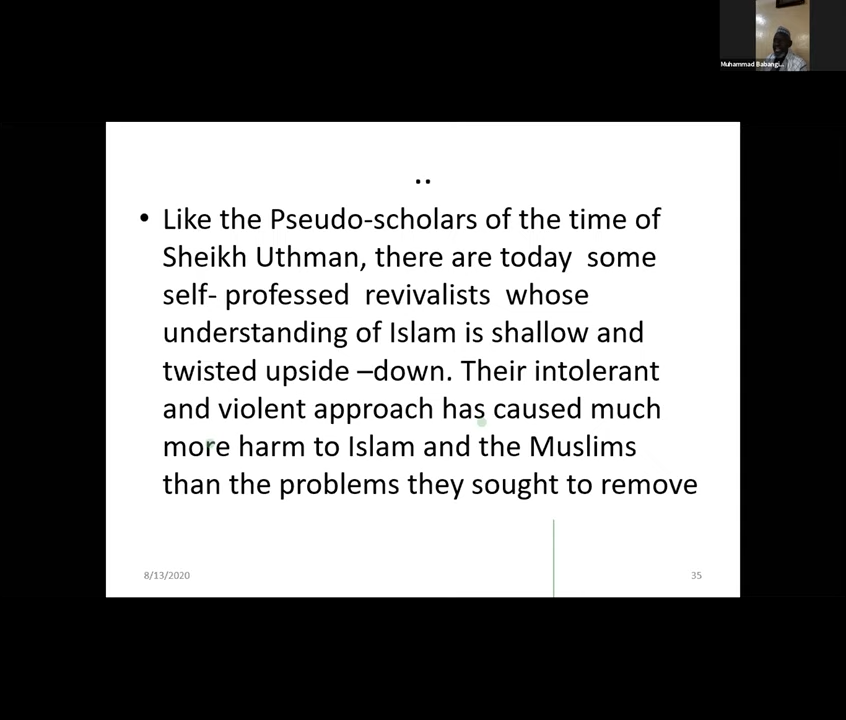 Muhammad Babangi...
..
• Like the Pseudo-scholars of the time of
Sheikh Uthman, there are today  some
self- professed  revivalists  whose
understanding of Islam is shallow and
twisted upside –down. Their intolerant
and violent approach has caused much
more harm to Islam and the Muslims
than the problems they sought to remove
8/13/2020
35